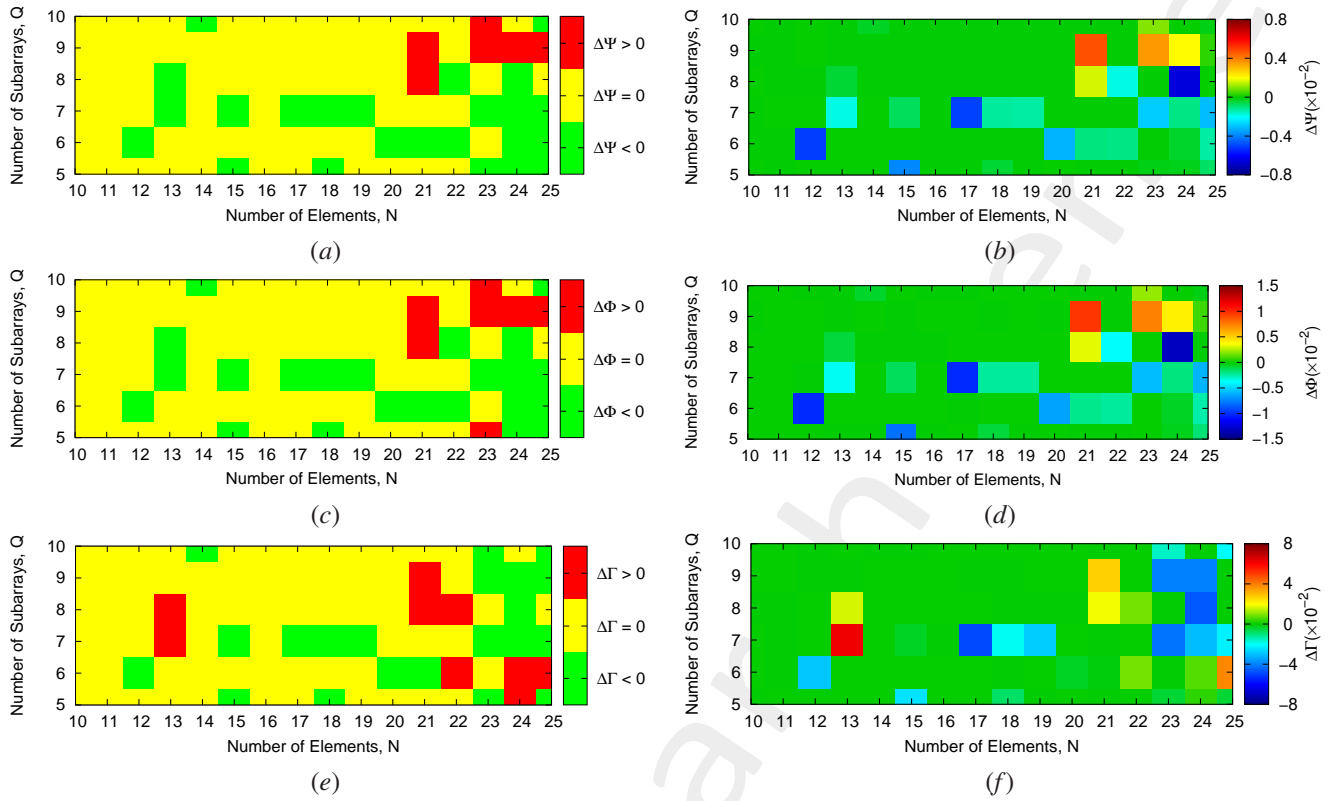 Number of Subarrays, Q
10
9
8
7
6
5
10 11 12 13 14 15 16 17 18 19 20 21 22 23 24 25
Number of Elements, N
ΔΨ > 0
ΔΨ = 0
ΔΨ < 0
(a)
Number of Subarrays, Q
10
9
8
7
6
5
10 11 12 13 14 15 16 17 18 19 20 21 22 23 24 25
Number of Elements, N
0.8
0.4
0
−0.4
−0.8
ΔΨ(×10−2)
(b)
Number of Subarrays, Q
10
9
8
7
6
5
10 11 12 13 14 15 16 17 18 19 20 21 22 23 24 25
Number of Elements, N
ΔΦ > 0
ΔΦ = 0
ΔΦ < 0
(c)
Number of Subarrays, Q
10
9
8
7
6
5
10 11 12 13 14 15 16 17 18 19 20 21 22 23 24 25
Number of Elements, N
1.5
1
0.5
0
−0.5
−1
−1.5
ΔΦ(×10−2)
(d)
Number of Subarrays, Q
10
9
8
7
6
5
10 11 12 13 14 15 16 17 18 19 20 21 22 23 24 25
Number of Elements, N
ΔΓ > 0
ΔΓ = 0
ΔΓ < 0
(e)
Number of Subarrays, Q
10
9
8
7
6
5
10 11 12 13 14 15 16 17 18 19 20 21 22 23 24 25
Number of Elements, N
8
4
0
−4
−8
ΔΓ(×10−2)
(f)